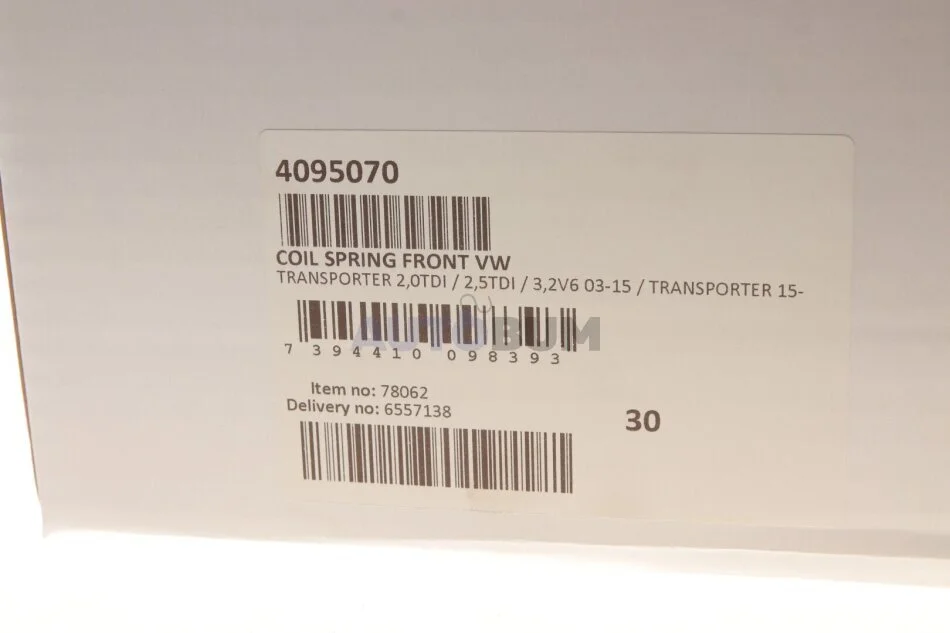 4095070
COIL SPRING FRONT VW
TRANSPORTER 2,0TDI / 2,5TDI / 3,2V6 03-15 / TRANSPORTER 15-
AUTOBUM
7 394410 098393
Item no: 78062
Delivery no: 6557138
30